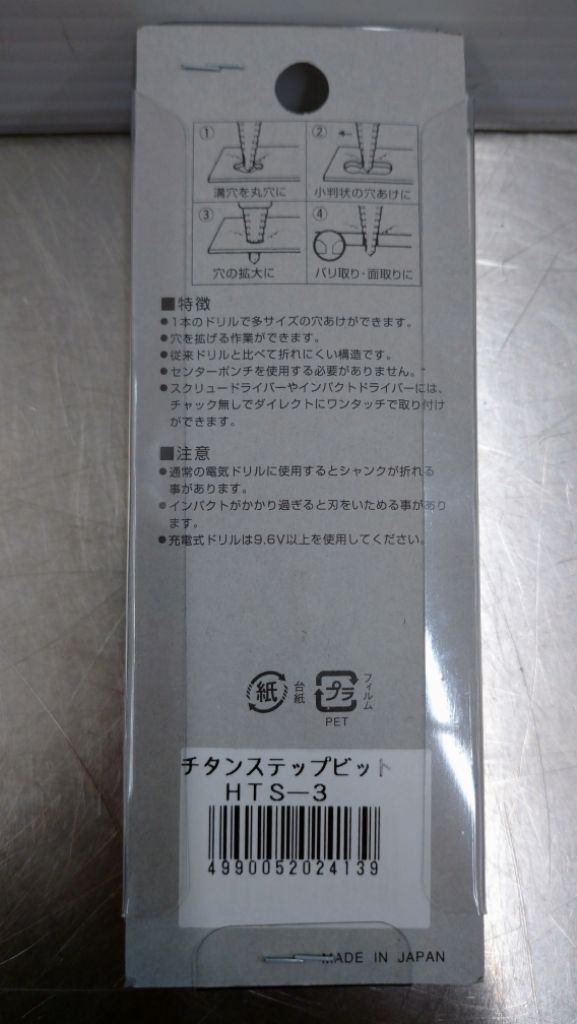 ①
溝穴を丸穴に
②
小判状の穴あけに
③
穴の拡大に
④
バリ取り・面取りに
■特徴
●1本のドリルで多サイズの穴あけができます。
●穴を拡げる作業ができます。
●従来ドリルと比べて折れにくい構造です。
●センターポンチを使用する必要がありません。
●スクリュードライバーやインパクトドライバーには、
チャック無しでダイレクトにワンタッチで取り付け
ができます。
■注意
●通常の電気ドリルに使用するとシャンクが折れる
事があります。
●インパクトがかかり過ぎると刃をいためる事があり
ます。
●充電式ドリルは9.6V以上を使用してください。
紙
台紙
プラ
フィルム
PET
チタンステップビット
HTS－3
4990052024139
MADE IN JAPAN